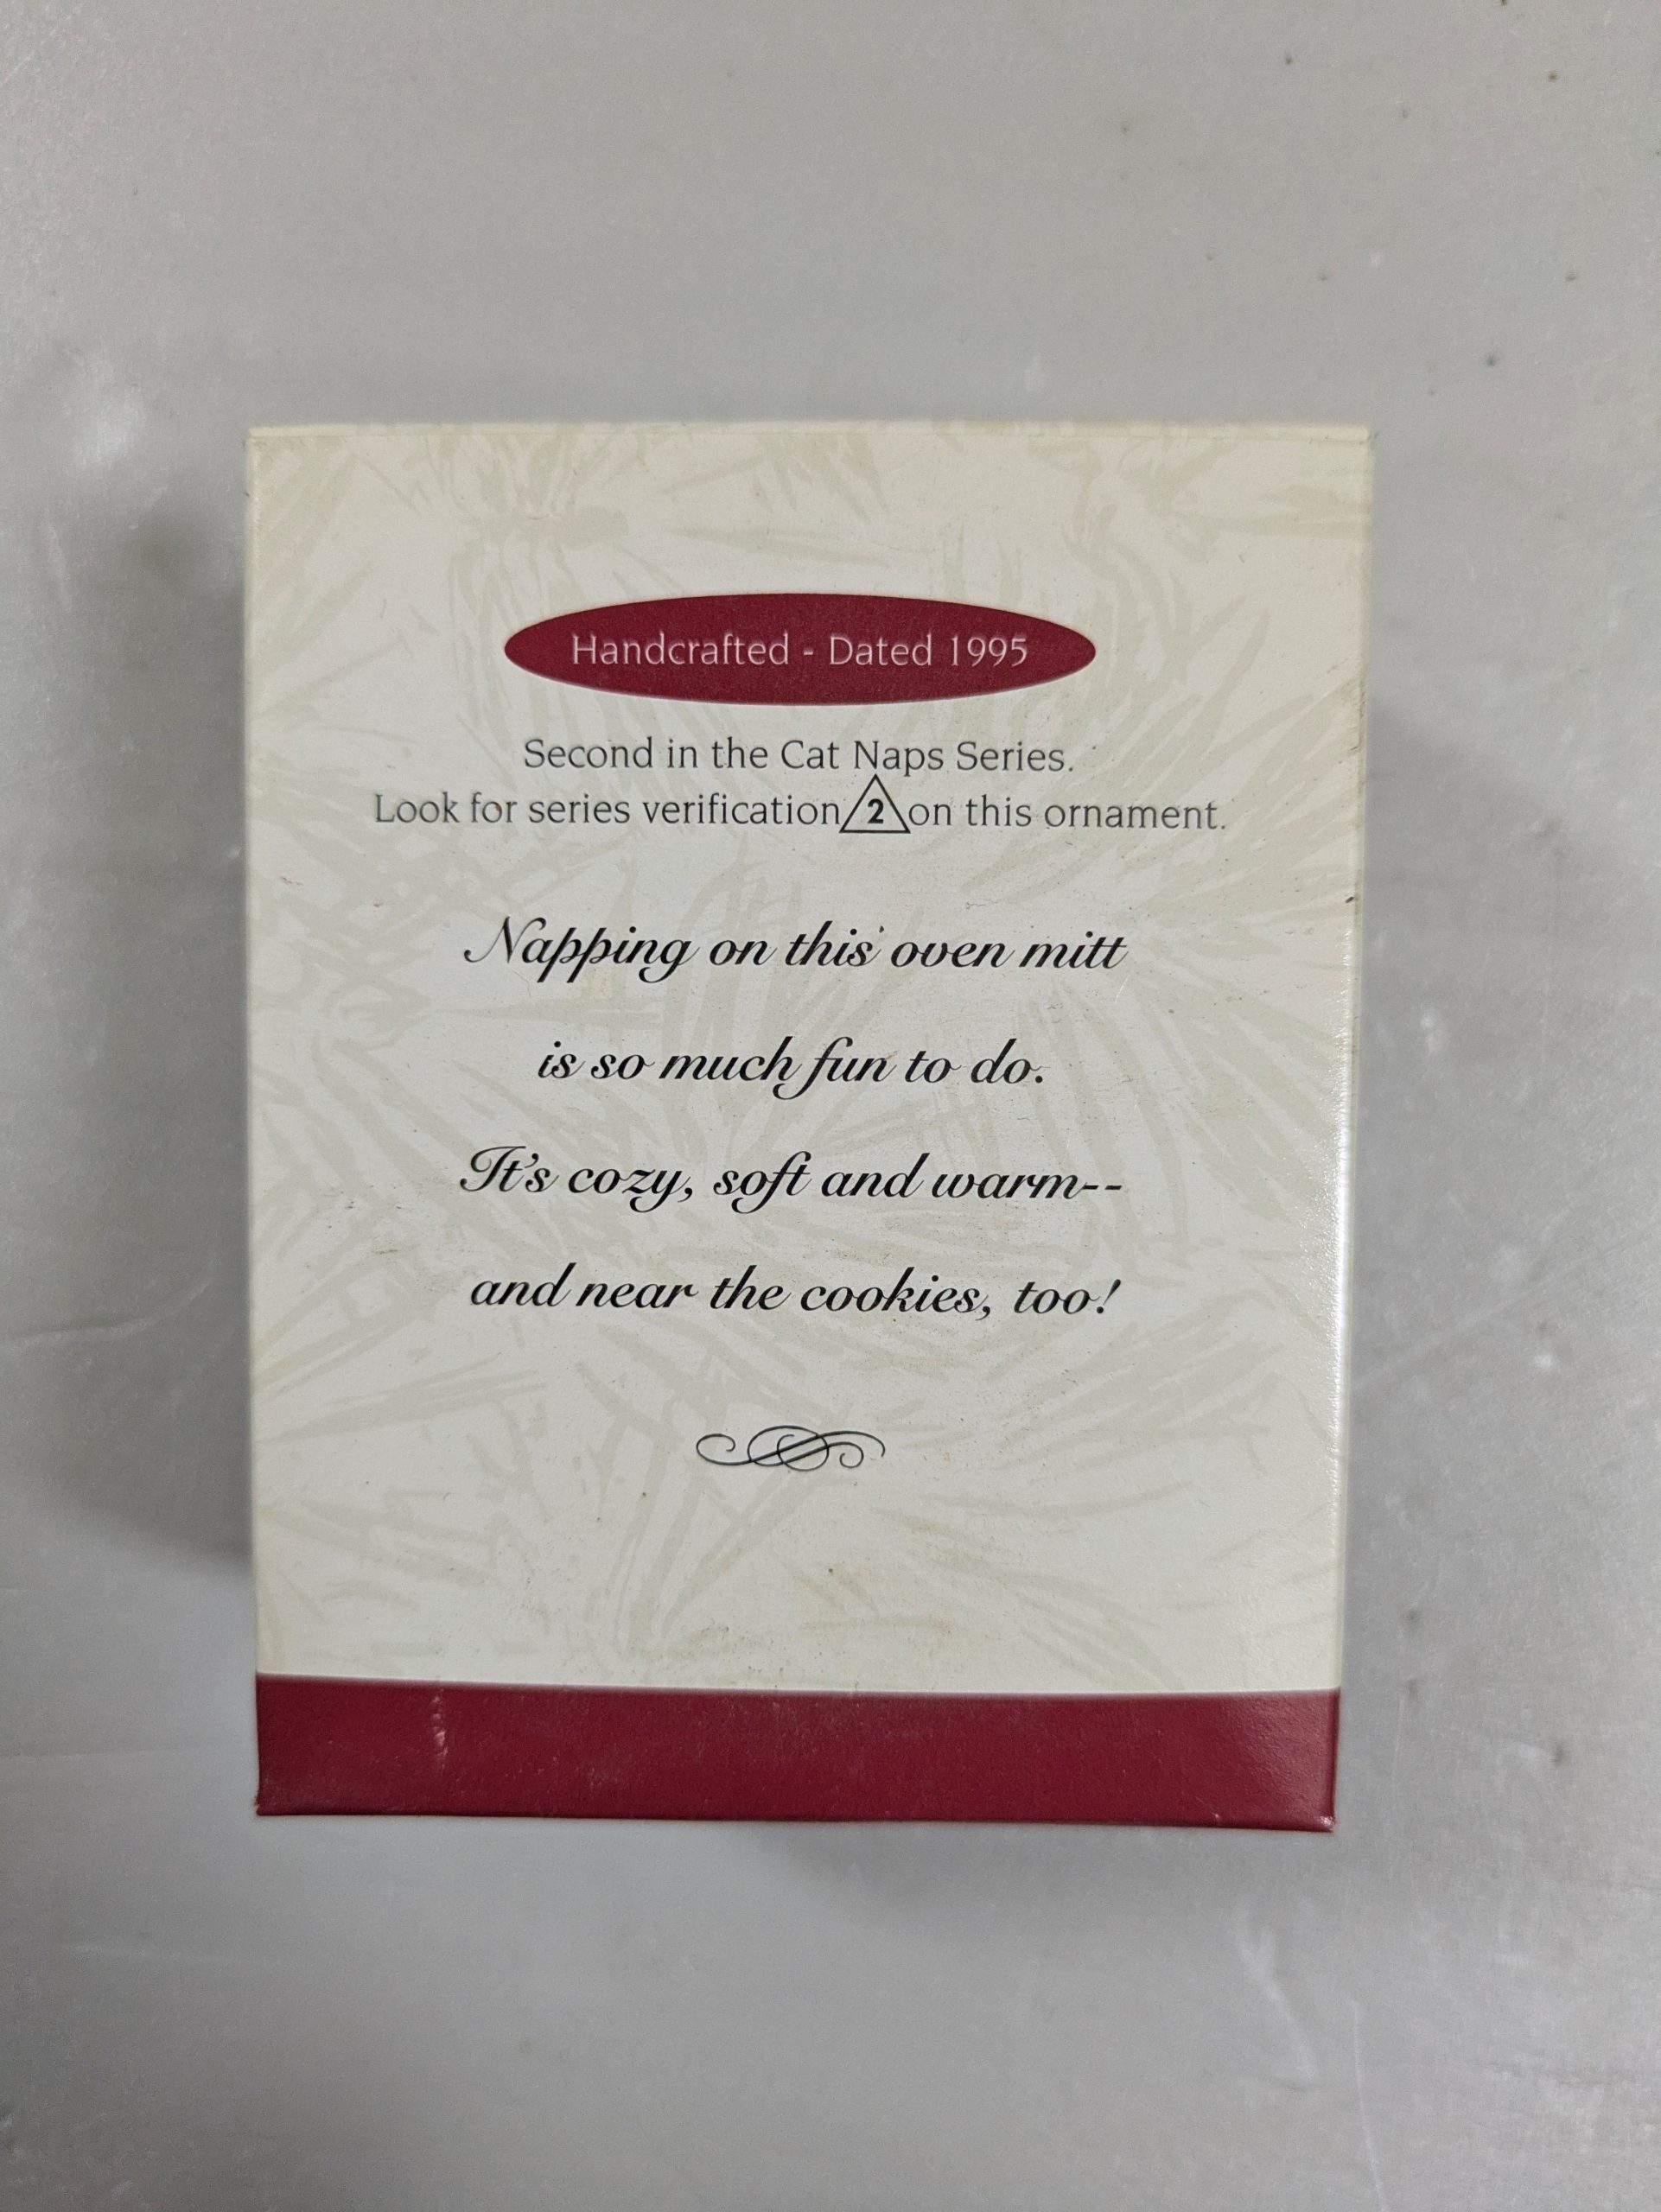 Handcrafted - Dated 1995
Second in the Cat Naps Series.
Look for series verification 2 on this ornament.
Napping on this oven mitt
is so much fun to do.
It's cozy, soft and warm--
and near the cookies, too!